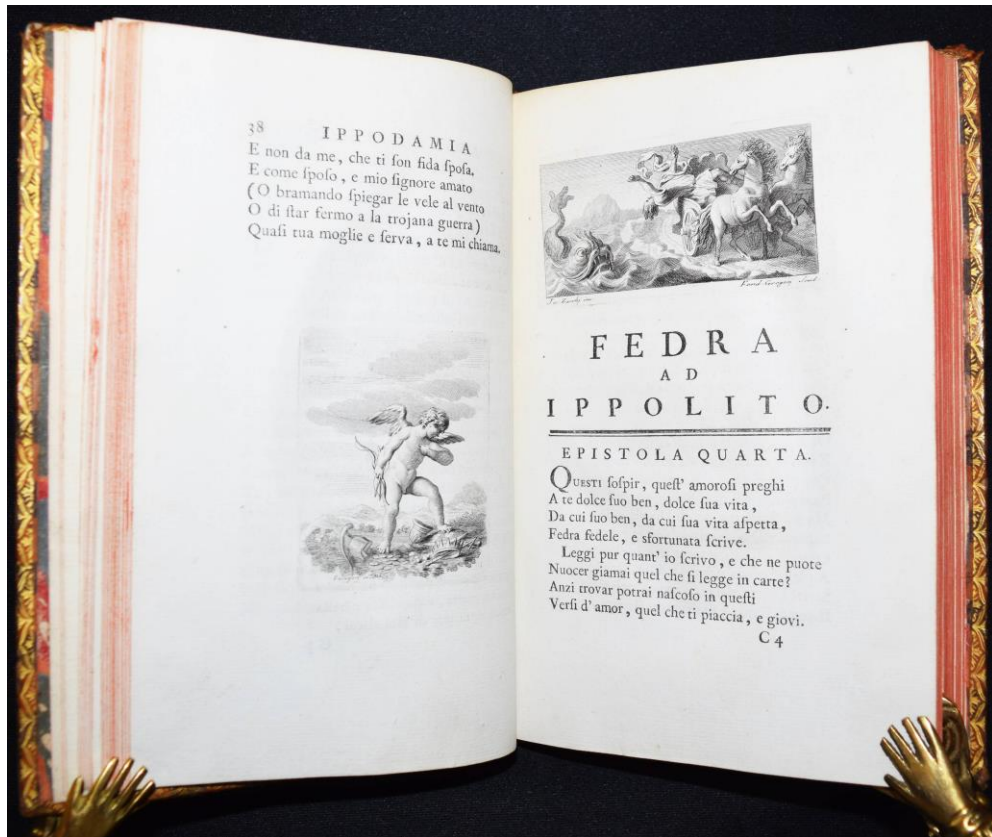 38 IPPODAMIA
E non da me, che ti ſon fida ſpoſa,
E come ſpoſo, e mio ſignore amato
(O bramando ſpiegar le vele al vento
O di ſtar fermo a la trojana guerra)
Quaſi tua moglie e ſerva, a te mi chiama.
FEDRA
AD
IPPOLITO.
EPISTOLA QUARTA.
QUESTI ſoſpir, queſt' amoroſi preghi
A te dolce ſuo ben, dolce ſua vita,
Da cui ſuo ben, da cui ſua vita aſpetta,
Fedra fedele, e sfortunata ſcrive.
Leggi pur quant' io ſcrivo, e che ne puote
Nuocer giamai quel che ſi legge in carte?
Anzi trovar potrai naſcoſo in queſti
Verſi d' amor, quel che ti piaccia, e giovi.
C 4